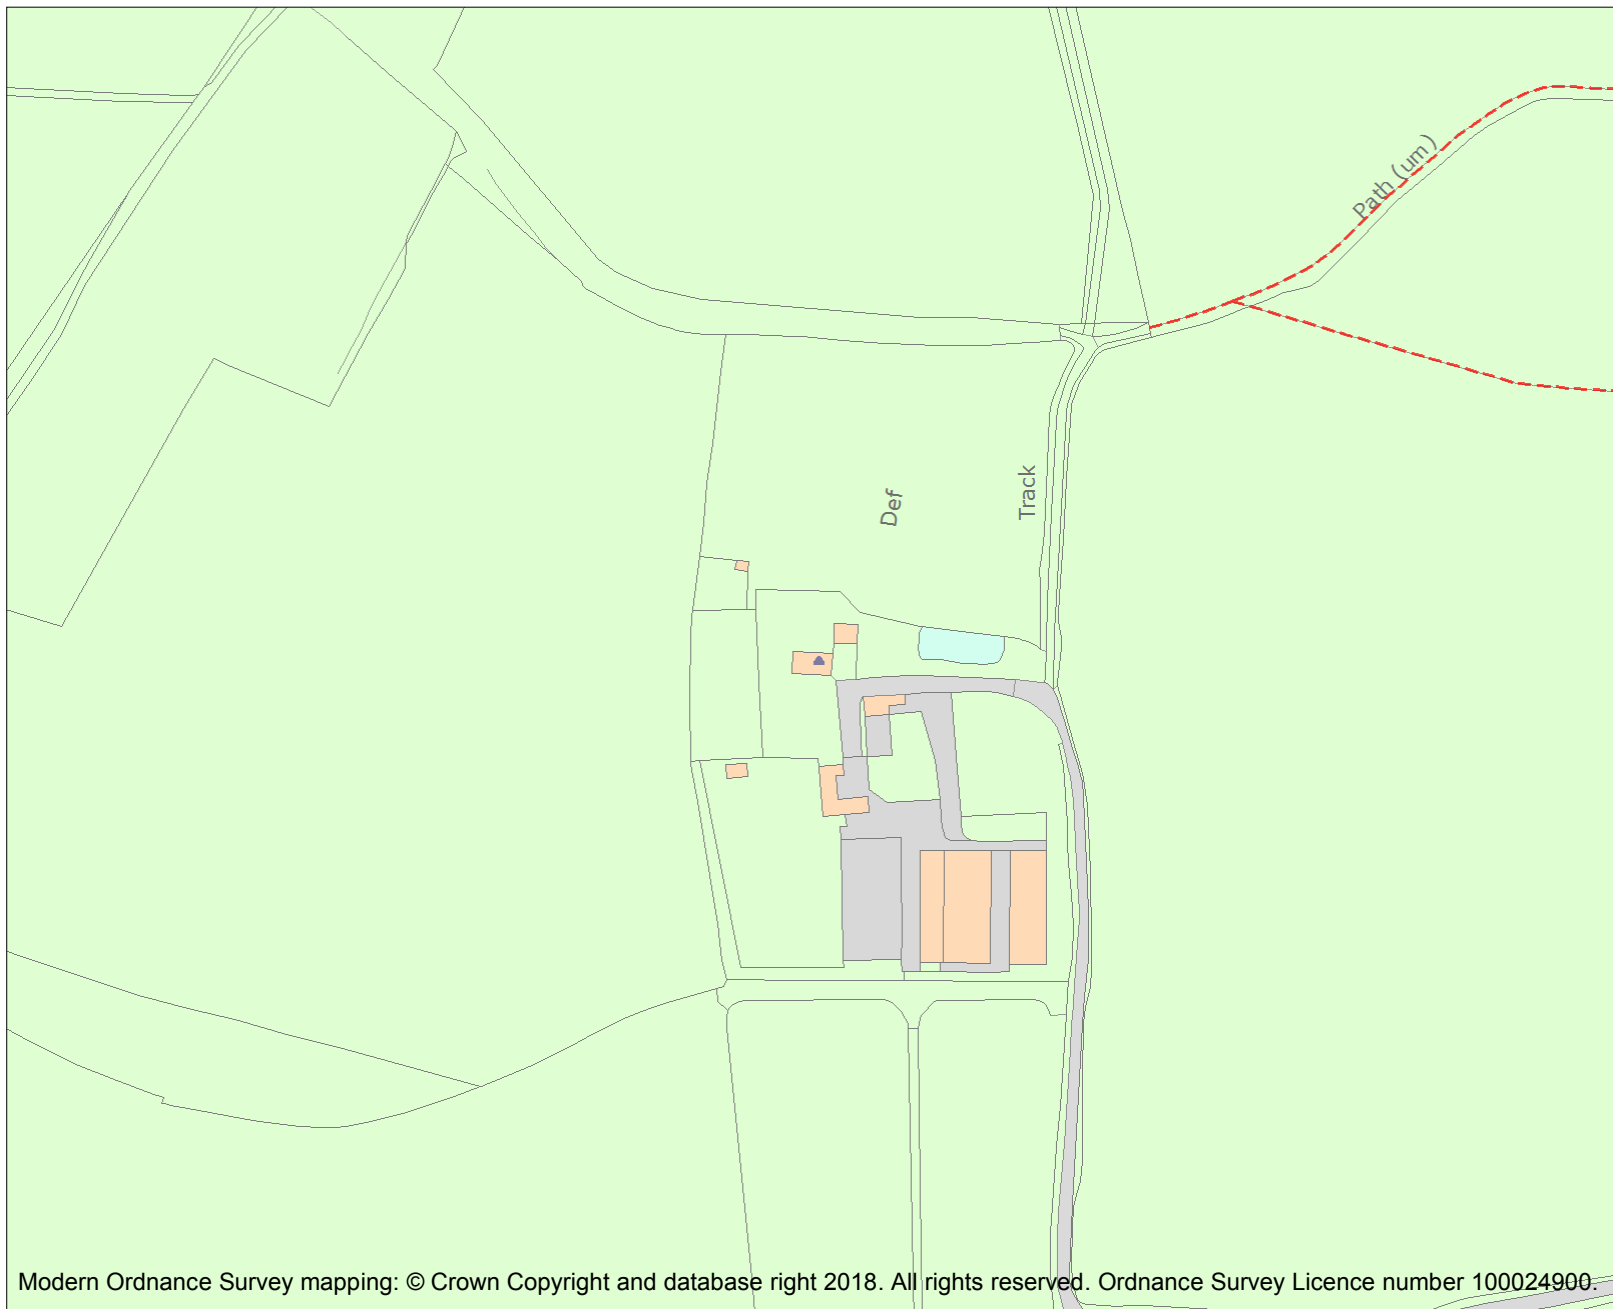 Path (um)
Def
Track
Modern Ordnance Survey mapping: © Crown Copyright and database right 2018. All rights reserved. Ordnance Survey Licence number 100024900.